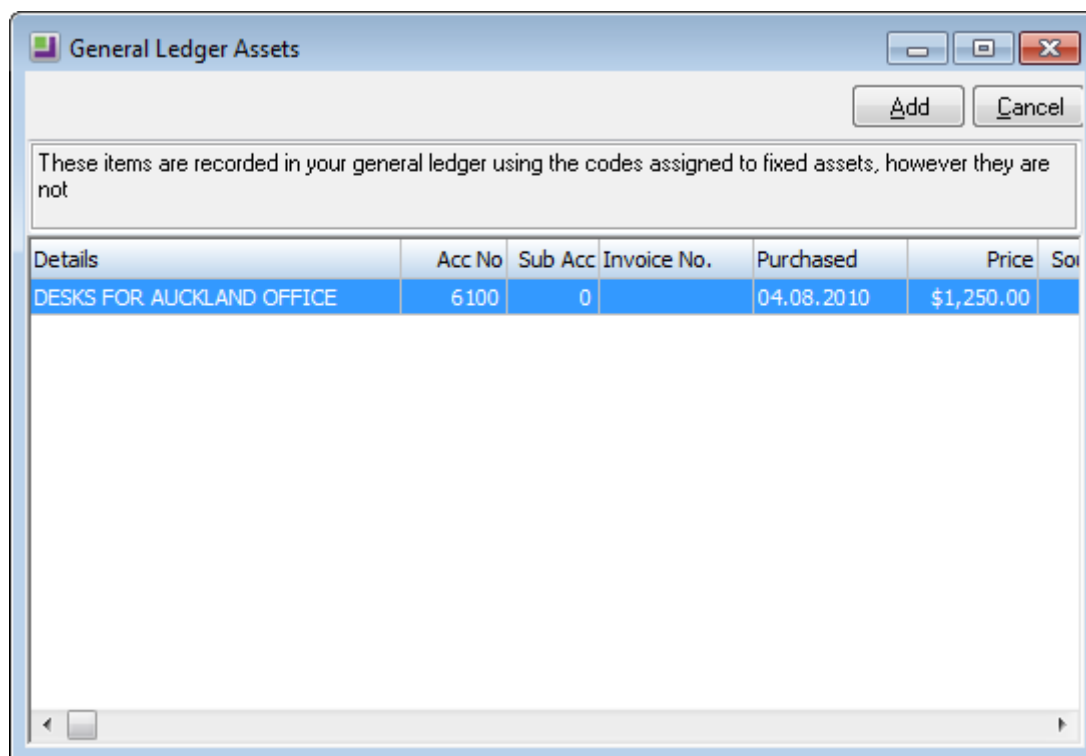 General Ledger Assets
Add Cancel
These items are recorded in your general ledger using the codes assigned to fixed assets, however they are
not
Details Acc No Sub Acc Invoice No. Purchased Price Sou
DESKS FOR AUCKLAND OFFICE 6100 0 04.08.2010 $1,250.00